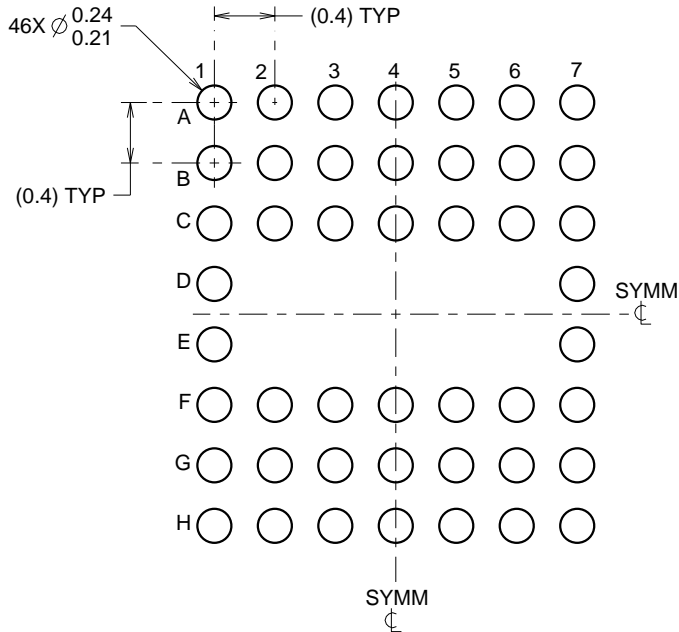 46X ⌀ 0.24
0.21
(0.4) TYP
1 2 3 4 5 6 7
A
B
(0.4) TYP
C
D
SYMM
℄
E
F
G
H
SYMM
℄